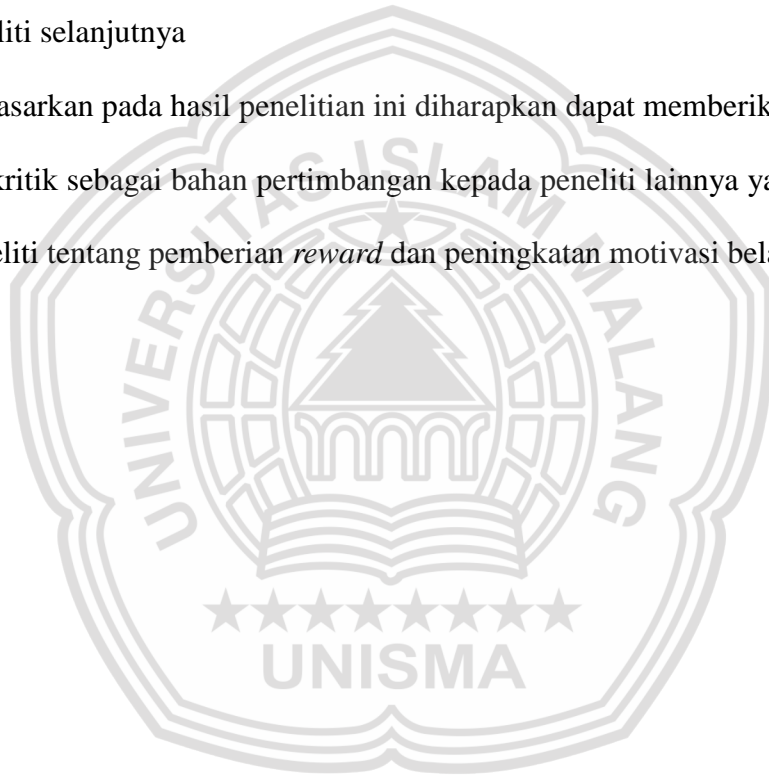 liti selanjutnya
asarkan pada hasil penelitian ini diharapkan dapat memberik
kritik sebagai bahan pertimbangan kepada peneliti lainnya ya
eliti tentang pemberian reward dan peningkatan motivasi bela
UNIVERSITAS ISLAM MALANG
UNISMA